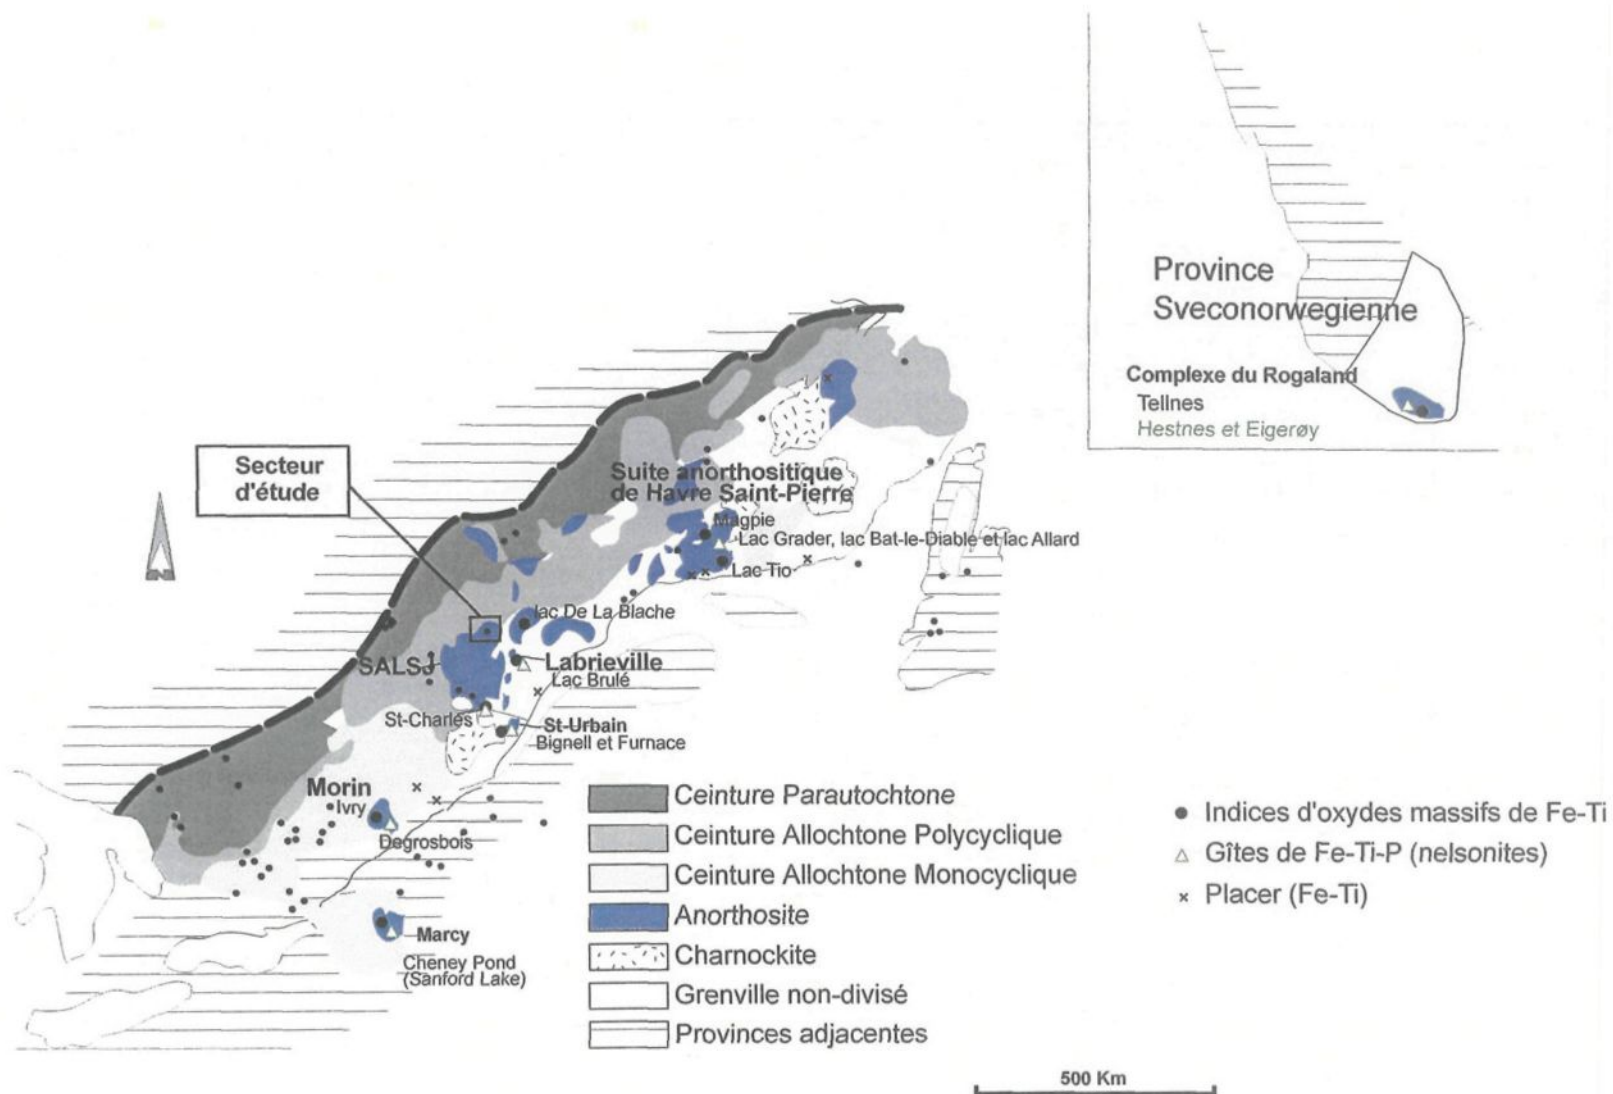 Province
Sveconorwegienne
Complexe du Rogaland
Tellnes
Hestnes et Eigerøy
Secteur
d'étude
Suite anorthositique
de Havre Saint-Pierre
Magpie
Lac Grader, lac Bat-le-Diable et lac Allard
Lac Tio
lac De La Blache
SALSJ
Labrieville
Lac Brulé
St-Charles
St-Urbain
Bignell et Furnace
Morin
Ivry
Degrosbois
Marcy
Cheney Pond
(Sanford Lake)
N
Ceinture Parautochtone
Ceinture Allochtone Polycyclique
Ceinture Allochtone Monocyclique
Anorthosite
Charnockite
Grenville non-divisé
Provinces adjacentes
Indices d'oxydes massifs de Fe-Ti
Gîtes de Fe-Ti-P (nelsonites)
Placer (Fe-Ti)
500 Km